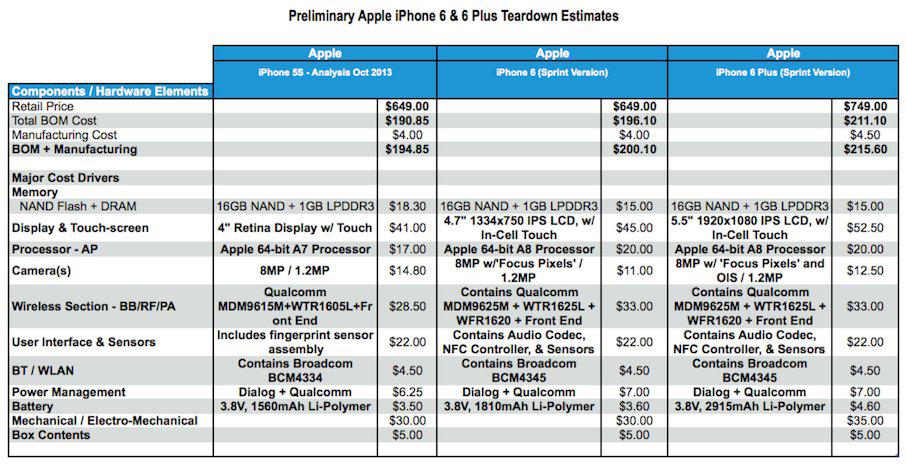 Preliminary Apple iPhone 6 & 6 Plus Teardown Estimates
Apple Apple Apple
iPhone 5S - Analysis Oct 2013 iPhone 6 (Sprint Version) iPhone 6 Plus (Sprint Version)
Components / Hardware Elements
Retail Price $649.00 $649.00 $749.00
Total BOM Cost $190.85 $196.10 $211.10
Manufacturing Cost $4.00 $4.00 $4.50
BOM + Manufacturing $194.85 $200.10 $215.60
Major Cost Drivers
Memory
NAND Flash + DRAM 16GB NAND + 1GB LPDDR3 $18.30 16GB NAND + 1GB LPDDR3 $15.00 16GB NAND + 1GB LPDDR3 $15.00
Display & Touch-screen 4" Retina Display w/ Touch $41.00 4.7" 1334x750 IPS LCD, w/ $45.00 5.5" 1920x1080 IPS LCD, w/ $52.50
In-Cell Touch In-Cell Touch
Processor - AP Apple 64-bit A7 Processor $17.00 Apple 64-bit A8 Processor $20.00 Apple 64-bit A8 Processor $20.00
Camera(s) 8MP / 1.2MP $14.80 8MP w/'Focus Pixels' / $11.00 8MP w/ 'Focus Pixels' and $12.50
1.2MP OIS / 1.2MP
Qualcomm Contains Qualcomm Contains Qualcomm
Wireless Section - BB/RF/PA MDM9615M+WTR1605L+Fr $28.50 MDM9625M + WTR1625L + $33.00 MDM9625M + WTR1625L + $33.00
ont End WFR1620 + Front End WFR1620 + Front End
User Interface & Sensors Includes fingerprint sensor $22.00 Contains Audio Codec, $22.00 Contains Audio Codec, $22.00
assembly NFC Controller, & Sensors NFC Controller, & Sensors
BT / WLAN Contains Broadcom $4.50 Contains Broadcom $4.50 Contains Broadcom $4.50
BCM4334 BCM4345 BCM4345
Power Management Dialog + Qualcomm $6.25 Dialog + Qualcomm $7.00 Dialog + Qualcomm $7.00
Battery 3.8V, 1560mAh Li-Polymer $3.50 3.8V, 1810mAh Li-Polymer $3.60 3.8V, 2915mAh Li-Polymer $4.60
Mechanical / Electro-Mechanical $30.00 $30.00 $35.00
Box Contents $5.00 $5.00 $5.00